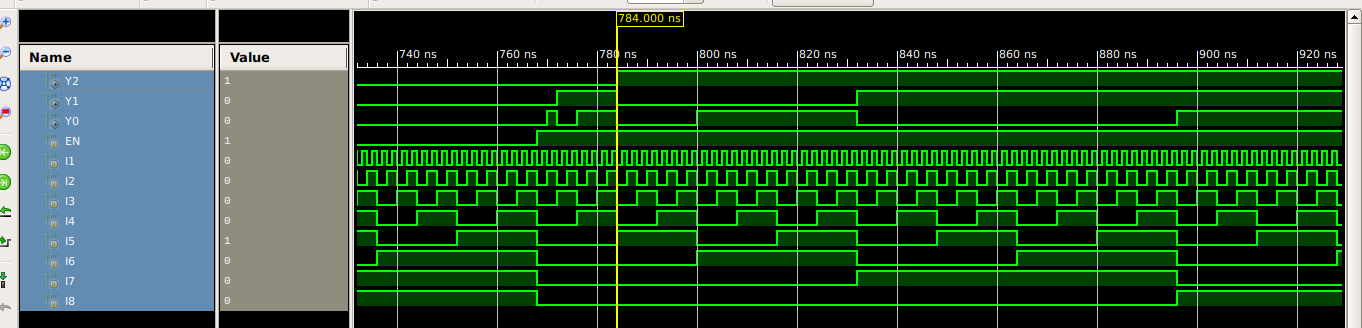 784.000 ns
Name Value 740 ns 760 ns 780 ns 800 ns 820 ns 840 ns 860 ns 880 ns 900 ns 920 ns
Y2 1
Y1 0
Y0 0
EN 1
I1 0
I2 0
I3 0
I4 0
I5 1
I6 0
I7 0
I8 0